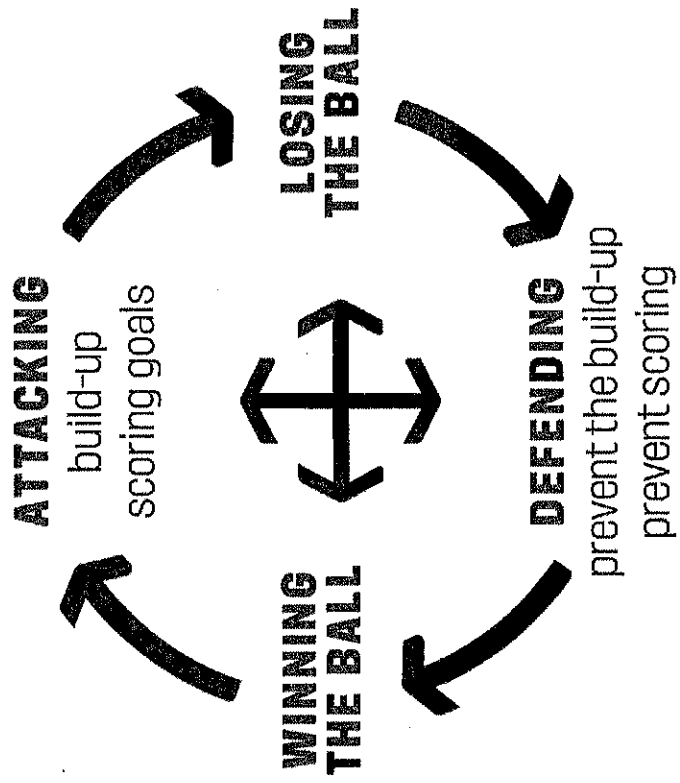 ATTACKING
build-up
scoring goals
LOSING
THE BALL
DEFENDING
prevent the build-up
prevent scoring
WINNING
THE BALL